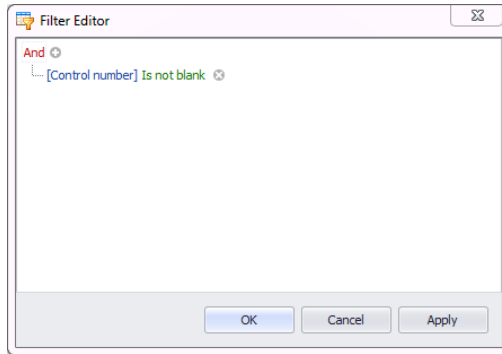 Filter Editor
And
[Control number] Is not blank
OK Cancel Apply